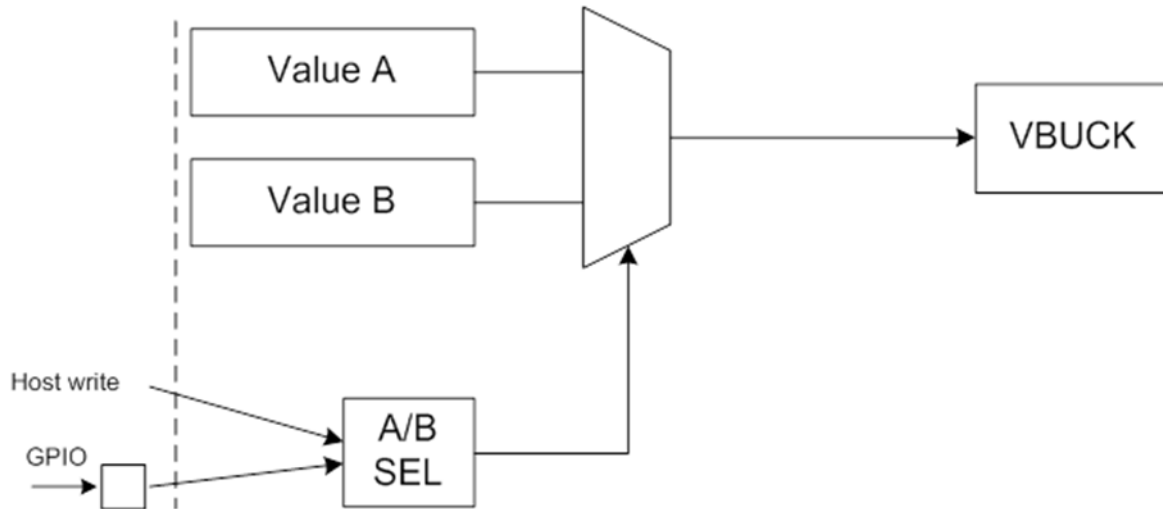 Value A
Value B
VBUCK
Host write
GPIO
A/B
SEL